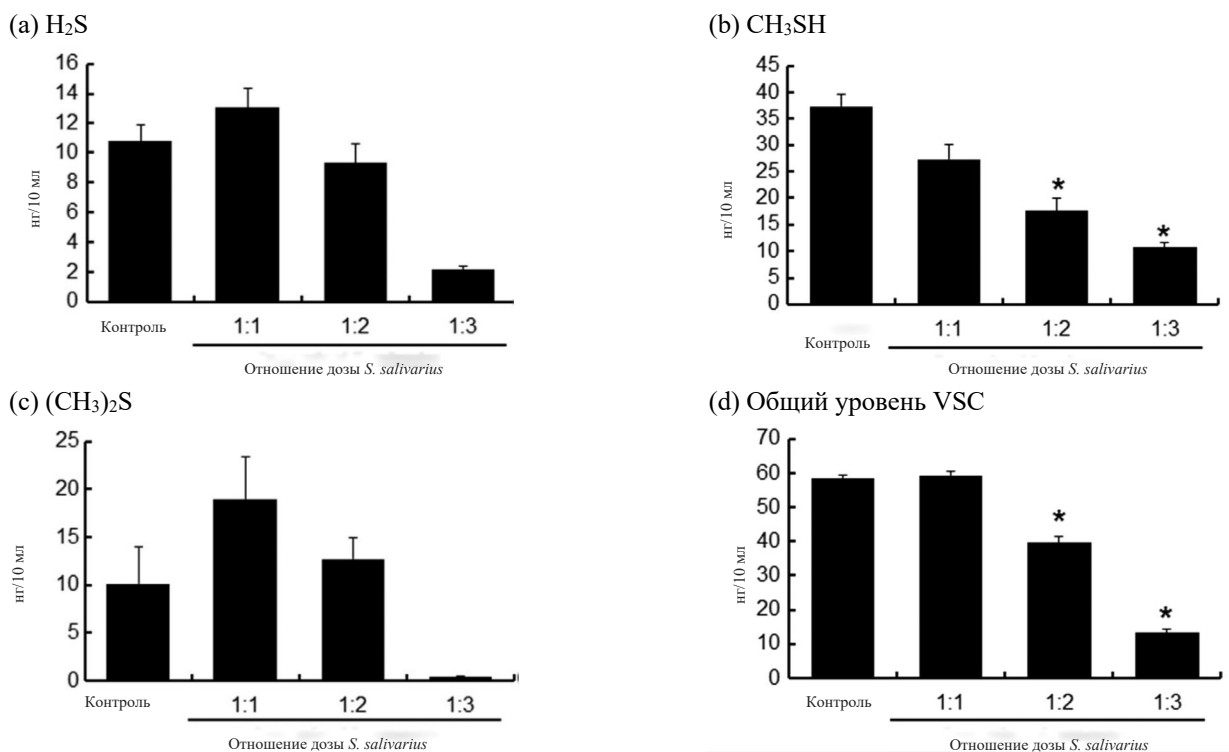 (a) H₂S
16
14
12
10
8
6
4
2
0
нг/10 мл
Контроль 1:1 1:2 1:3
Отношение дозы S. salivarius
(b) CH₃SH
45
40
35
30
25
20
15
10
5
0
нг/10 мл
*
*
Контроль 1:1 1:2 1:3
Отношение дозы S. salivarius
(c) (CH₃)₂S
25
20
15
10
5
0
нг/10 мл
Контроль 1:1 1:2 1:3
Отношение дозы S. salivarius
(d) Общий уровень VSC
70
60
50
40
30
20
10
0
нг/10 мл
*
*
Контроль 1:1 1:2 1:3
Отношение дозы S. salivarius